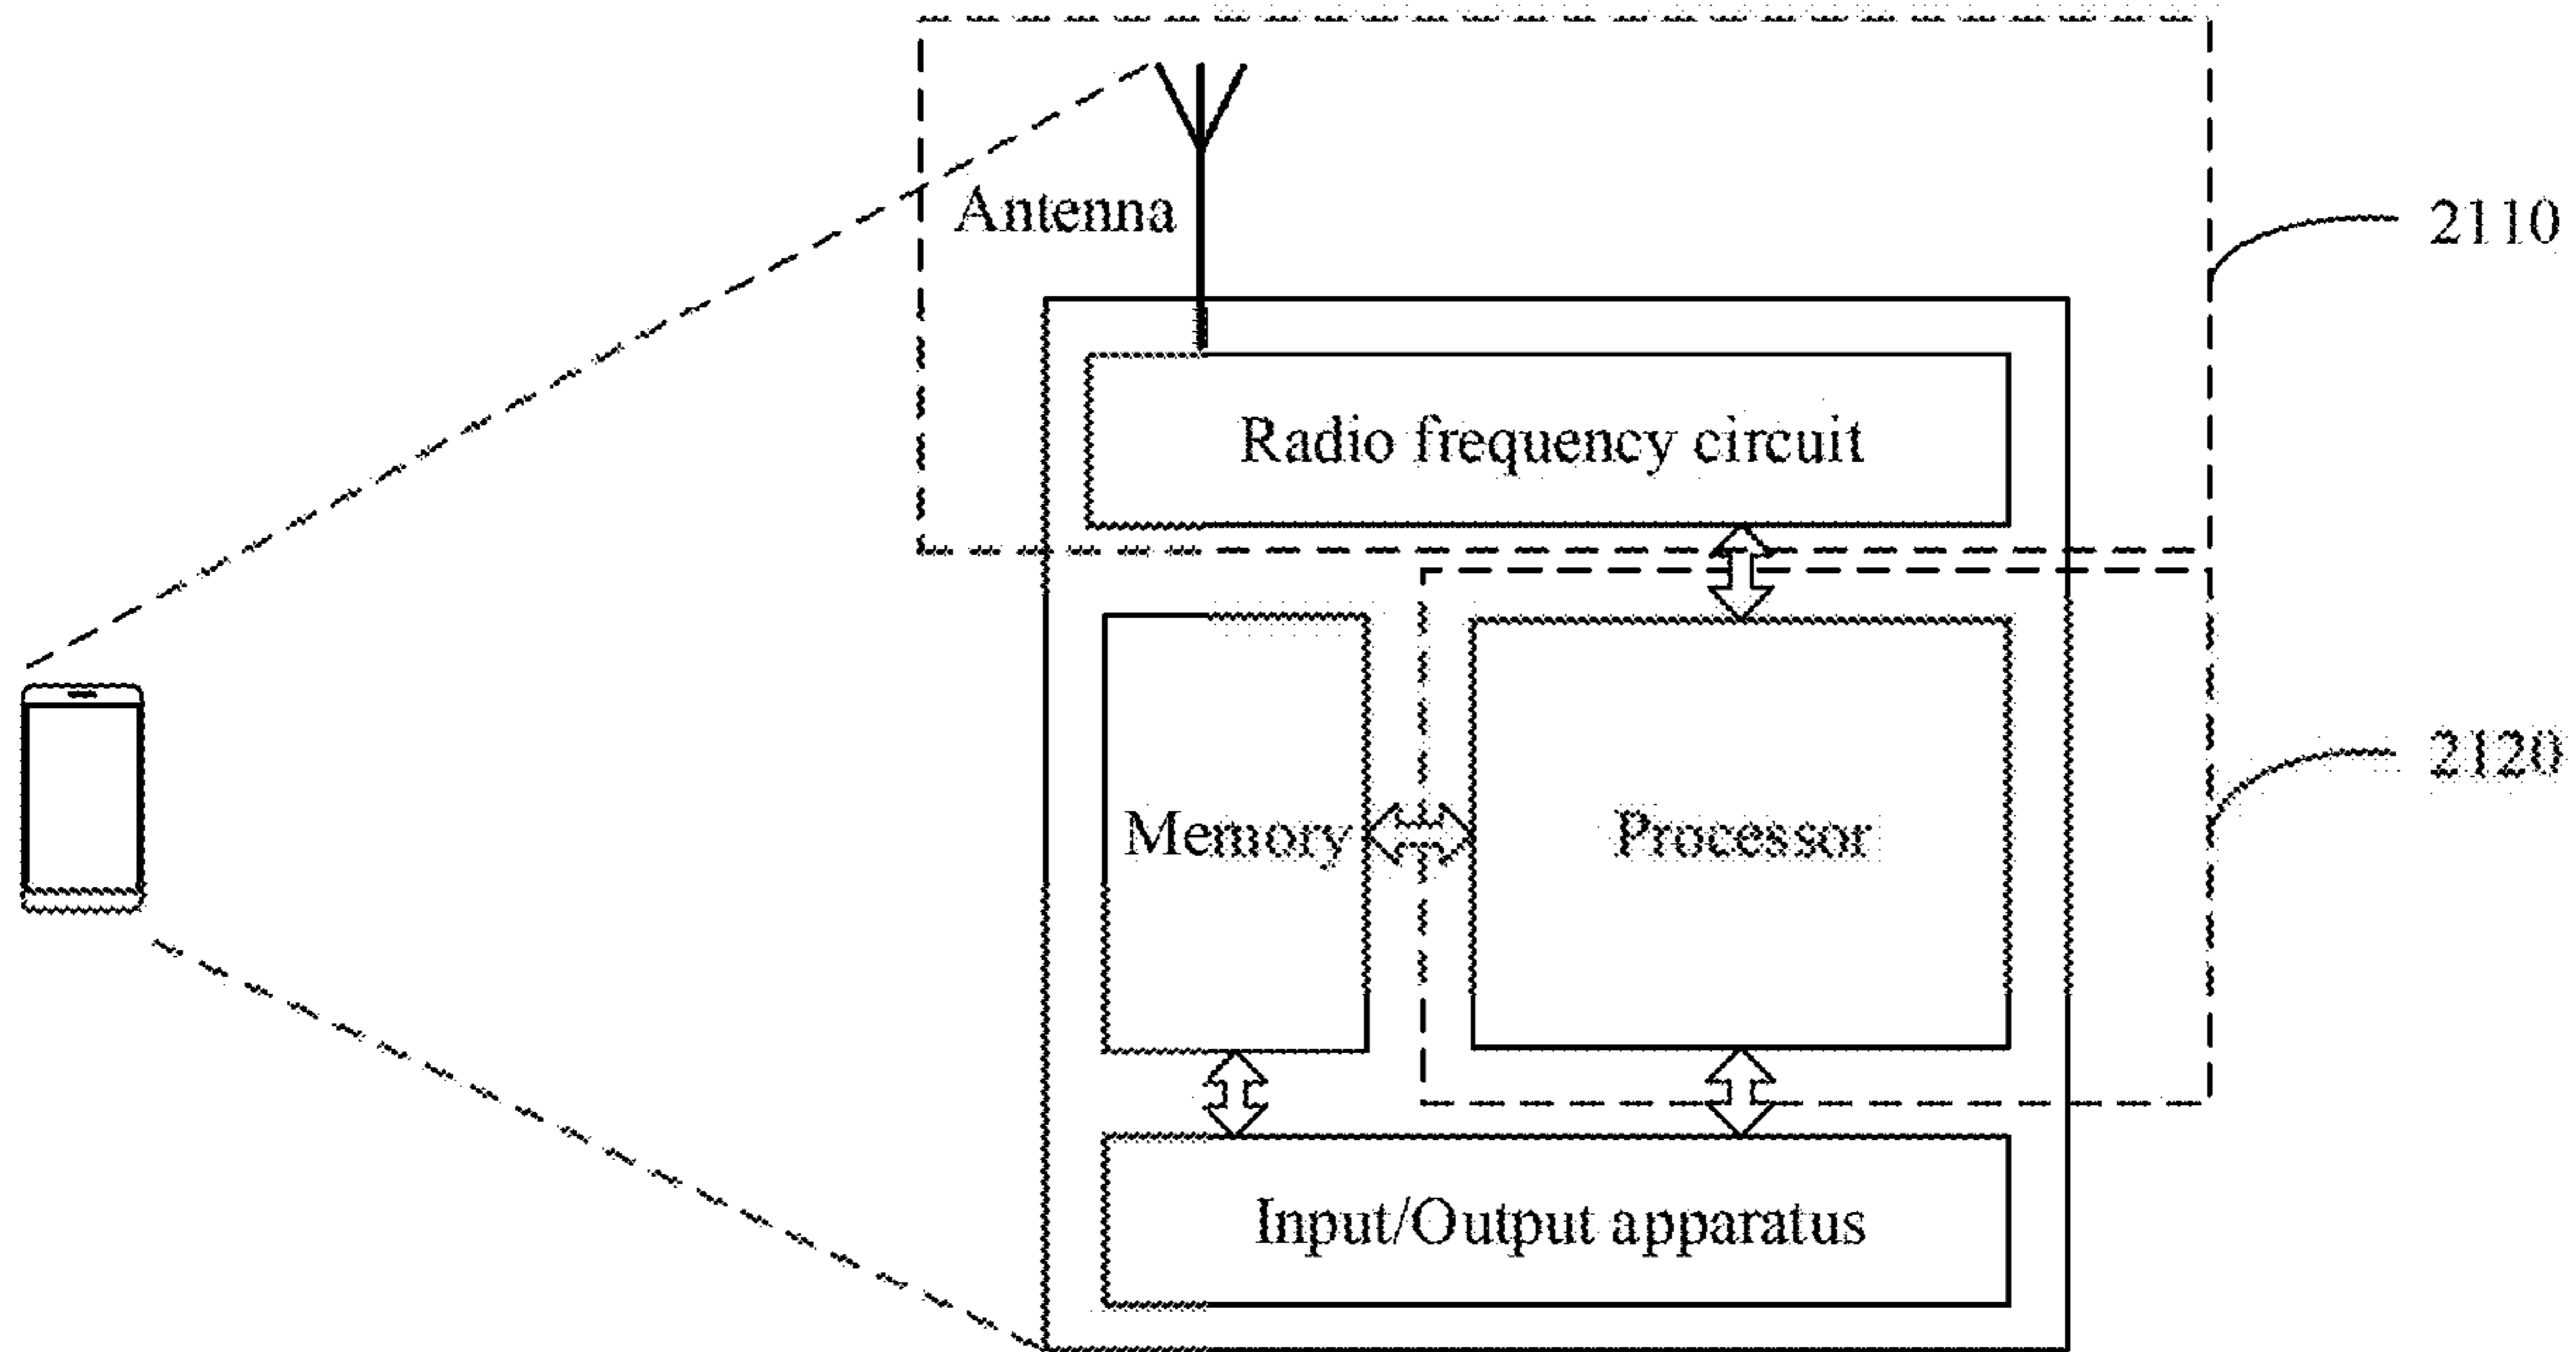 Antenna
2110
Radio frequency circuit
Memory
Processor
2120
Input/Output apparatus